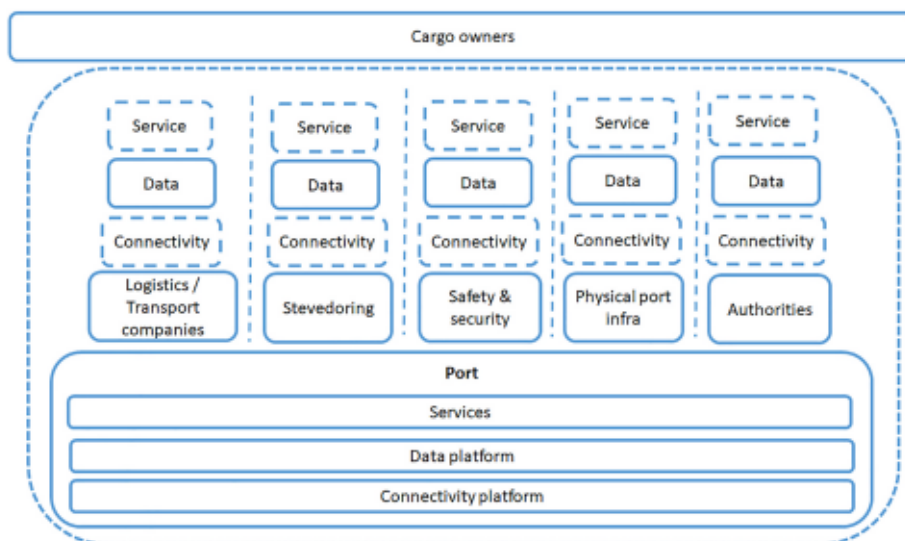 Cargo owners
Service
Service
Service
Service
Service
Data
Data
Data
Data
Data
Connectivity
Connectivity
Connectivity
Connectivity
Connectivity
Logistics /
Transport
companies
Stevedoring
Safety &
security
Physical port
infra
Authorities
Port
Services
Data platform
Connectivity platform